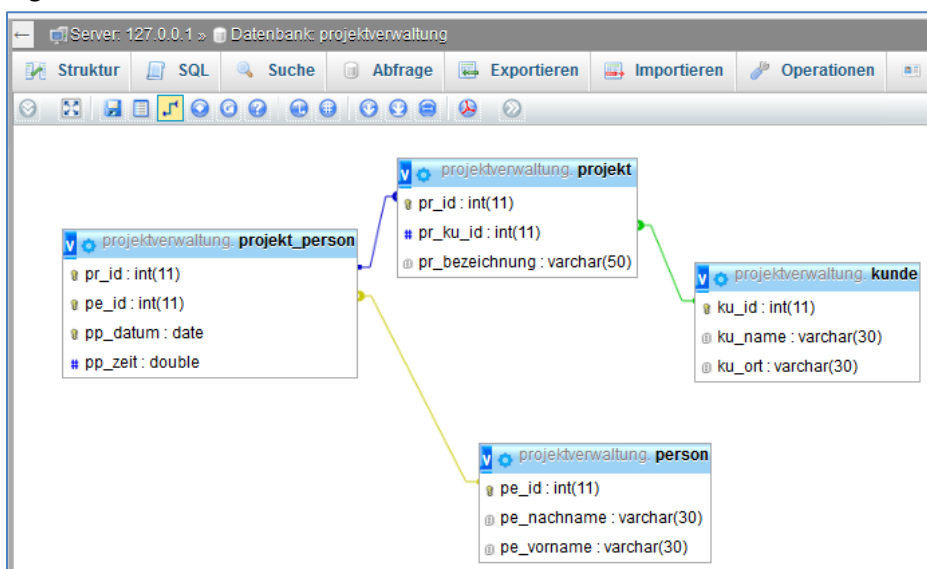 Server: 127.0.0.1 » Datenbank: projektverwaltung
Struktur SQL Suche Abfrage Exportieren Importieren Operationen
projektverwaltung. projekt
pr_id : int(11)
pr_ku_id : int(11)
pr_bezeichnung : varchar(50)
projektverwaltung. projekt_person
pr_id : int(11)
pe_id : int(11)
pp_datum : date
pp_zeit : double
projektverwaltung. kunde
ku_id : int(11)
ku_name : varchar(30)
ku_ort : varchar(30)
projektverwaltung. person
pe_id : int(11)
pe_nachname : varchar(30)
pe_vorname : varchar(30)